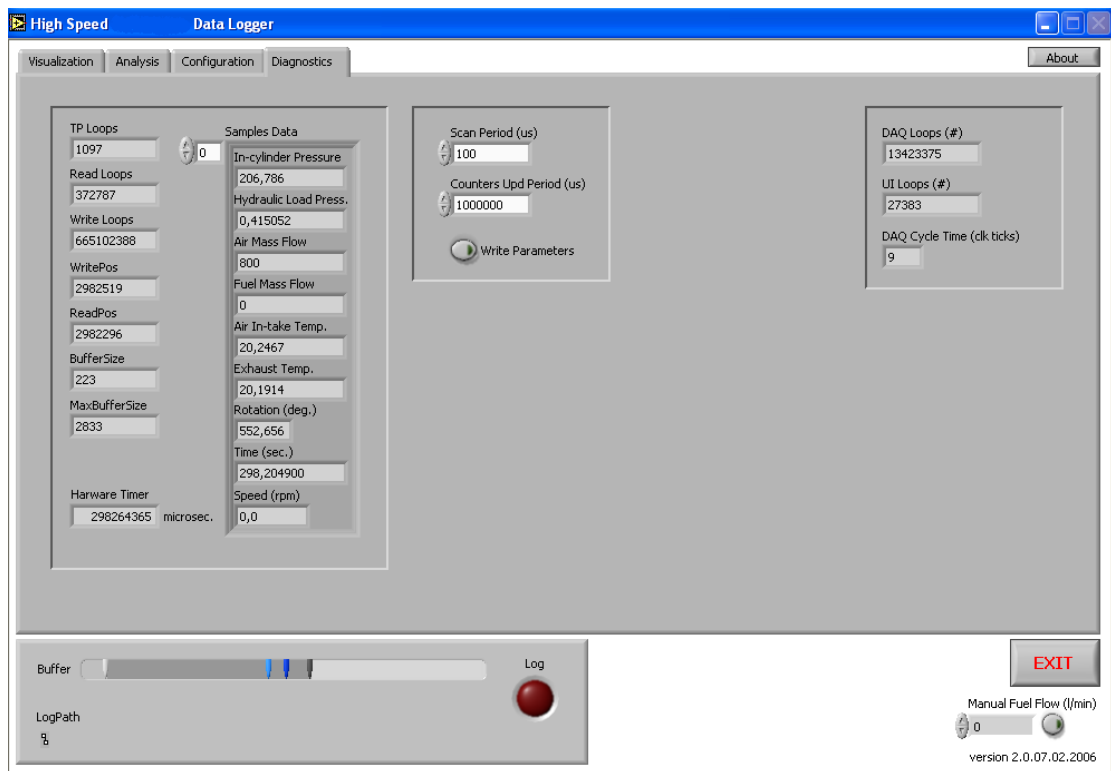 High Speed Data Logger
Visualization Analysis Configuration Diagnostics About
TP Loops
1097
Read Loops
372787
Write Loops
665102388
WritePos
2982519
ReadPos
2982296
BufferSize
223
MaxBufferSize
2833
Harware Timer
298264365 microsec.
0
Samples Data
In-cylinder Pressure
206,786
Hydraulic Load Press.
0,415052
Air Mass Flow
800
Fuel Mass Flow
0
Air In-take Temp.
20,2467
Exhaust Temp.
20,1914
Rotation (deg.)
552,656
Time (sec.)
298,204900
Speed (rpm)
0,0
Scan Period (us)
100
Counters Upd Period (us)
1000000
Write Parameters
DAQ Loops (#)
13423375
UI Loops (#)
27383
DAQ Cycle Time (clk ticks)
9
Buffer
Log
LogPath
EXIT
Manual Fuel Flow (l/min)
0
version 2.0.07.02.2006